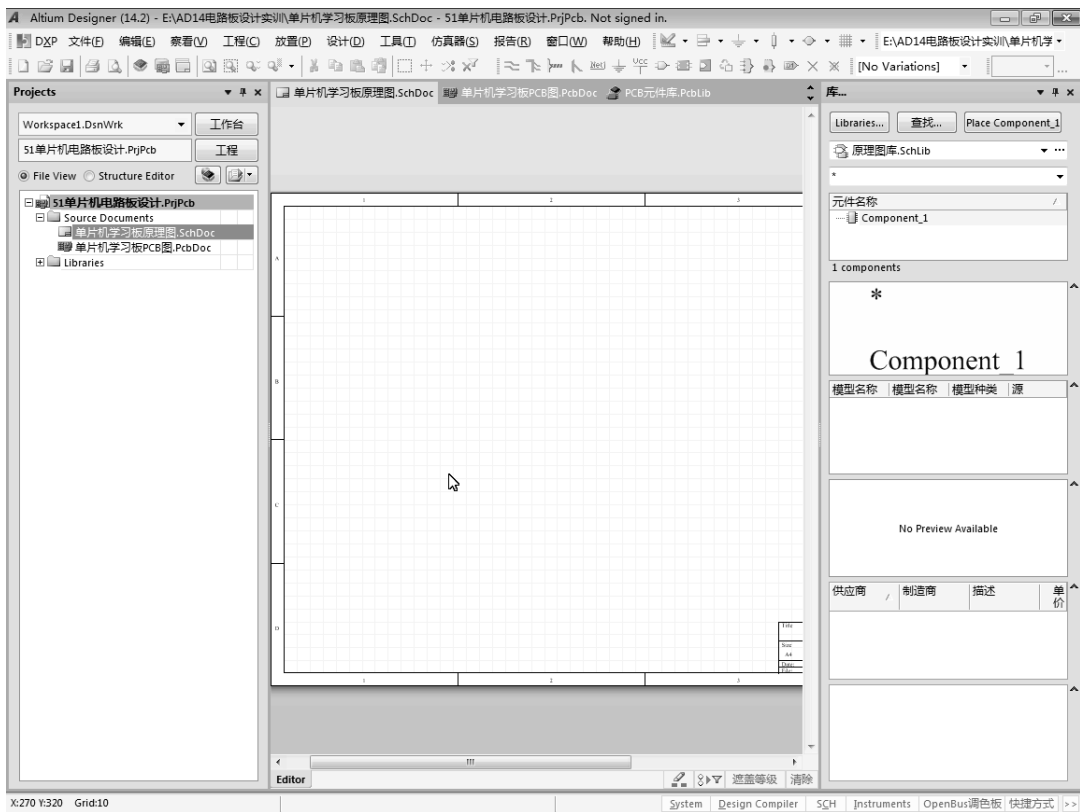 Altium Designer (14.2) - E:\AD14电路板设计实训\单片机学习板原理图.SchDoc - 51单片机电路板设计.PrjPcb. Not signed in.
DXP 文件(F) 编辑(E) 察看(V) 工程(C) 放置(P) 设计(D) 工具(T) 仿真器(S) 报告(R) 窗口(W) 帮助(H) E:\AD14电路板设计实训\单片机学
Net VCC [No Variations] ...
Projects
Workspace1.DsnWrk 工作台
51单片机电路板设计.PrjPcb 工程
File View Structure Editor
51单片机电路板设计.PrjPcb
Source Documents
单片机学习板原理图.SchDoc
单片机学习板PCB图.PcbDoc
Libraries
单片机学习板原理图.SchDoc 单片机学习板PCB图.PcbDoc PCB元件库.PcbLib
1 2 3
A
B
C
D
Title
Size
A4
Date:
File:
1 2 3
Editor 遮盖等级 清除
库...
Libraries... 查找... Place Component_1
原理图库.SchLib ...
*
元件名称 /
Component_1
1 components
*
Component_1
模型名称 模型名称 模型种类 源
No Preview Available
供应商 / 制造商 描述 单价
X:270 Y:320 Grid:10 System Design Compiler SCH Instruments OpenBus调色板 快捷方式 >>